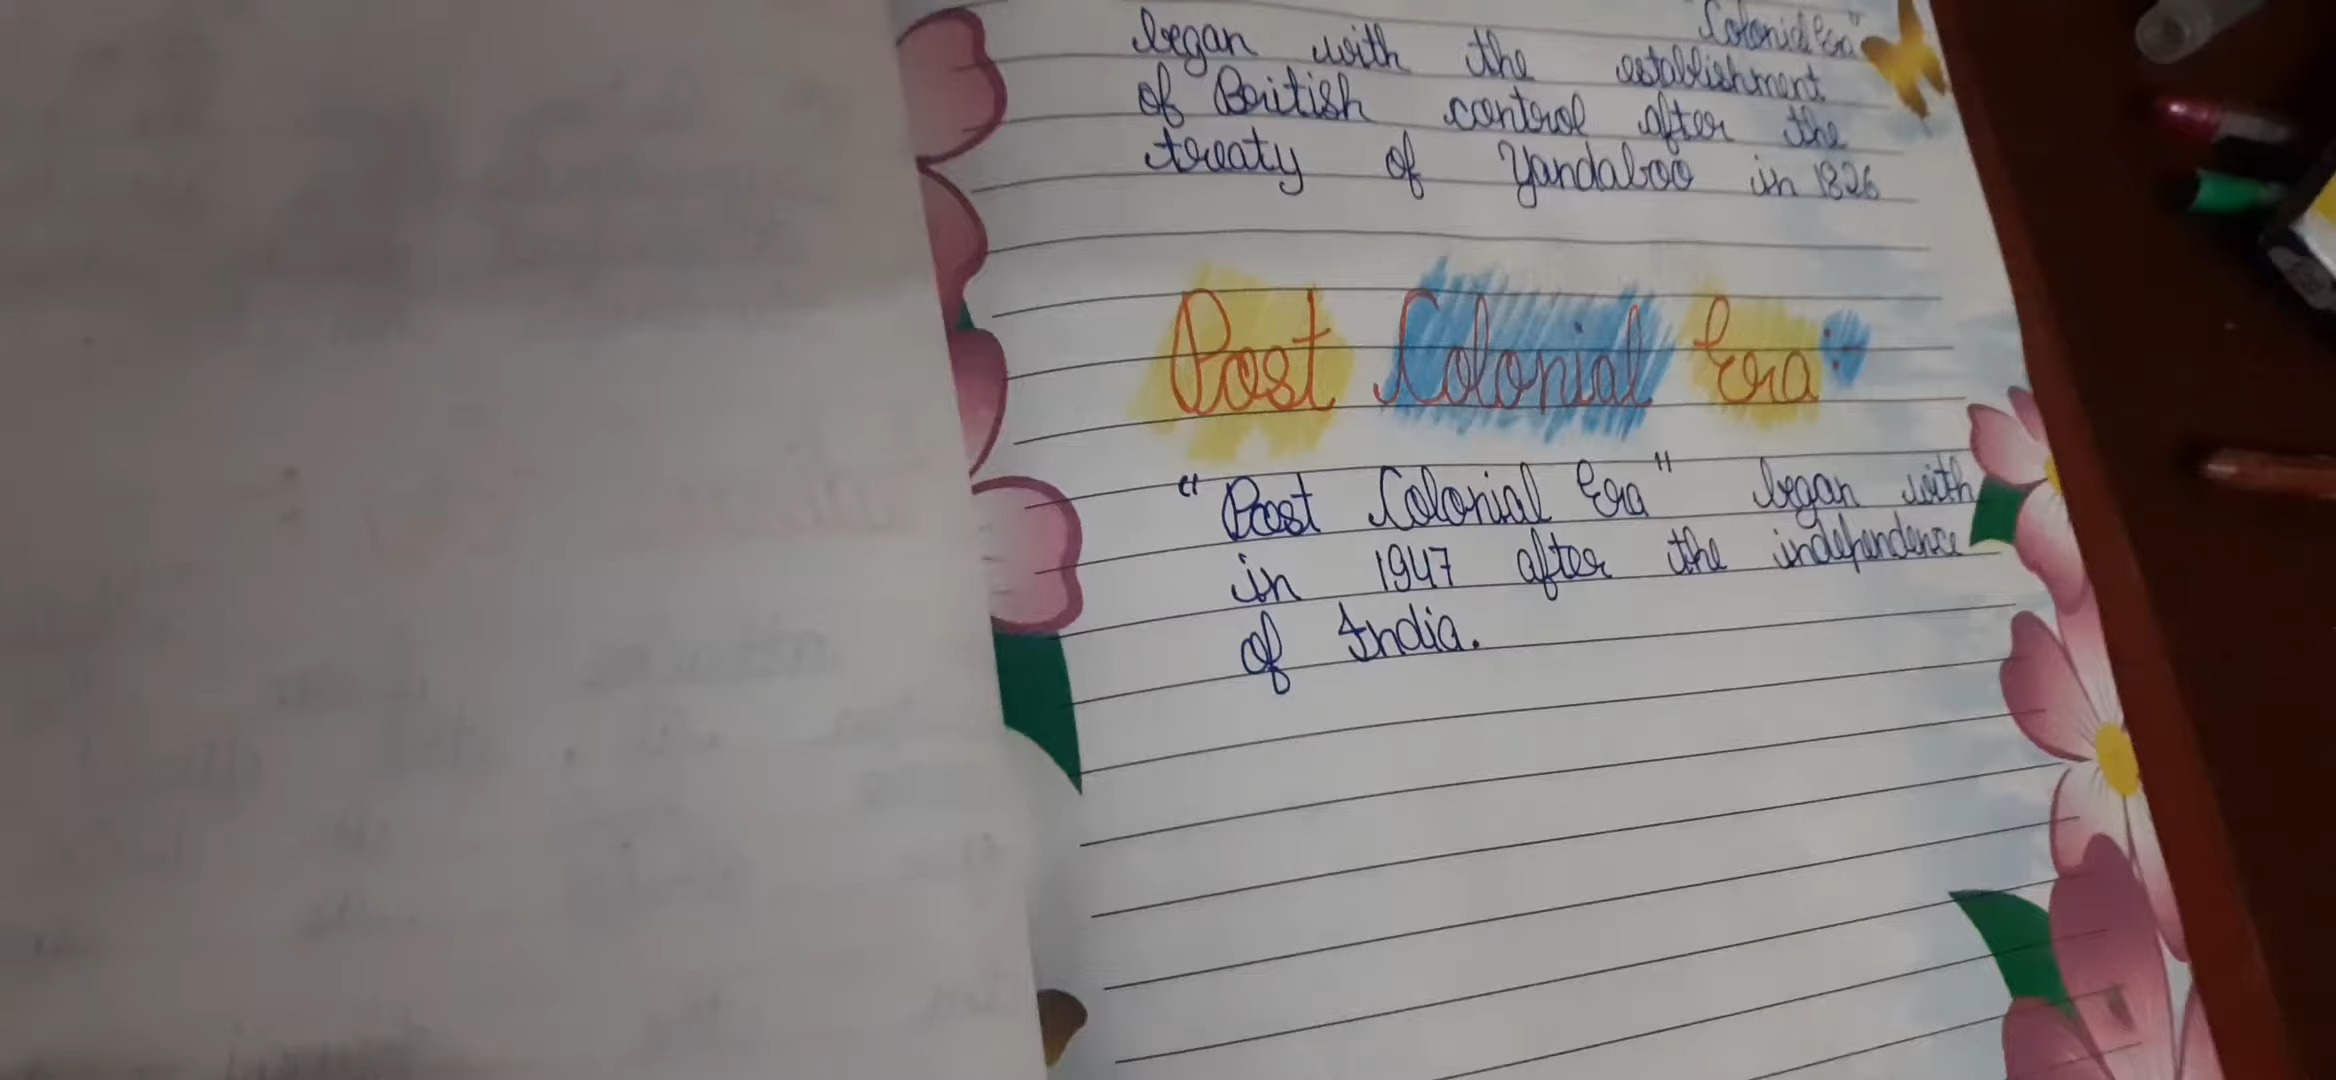 Colonial Era"
began with the establishment
of British control after the
treaty of Yandaboo in 1826
Post Colonial Era:-
"Post Colonial Era" began with
in 1947 after the independence
of India.